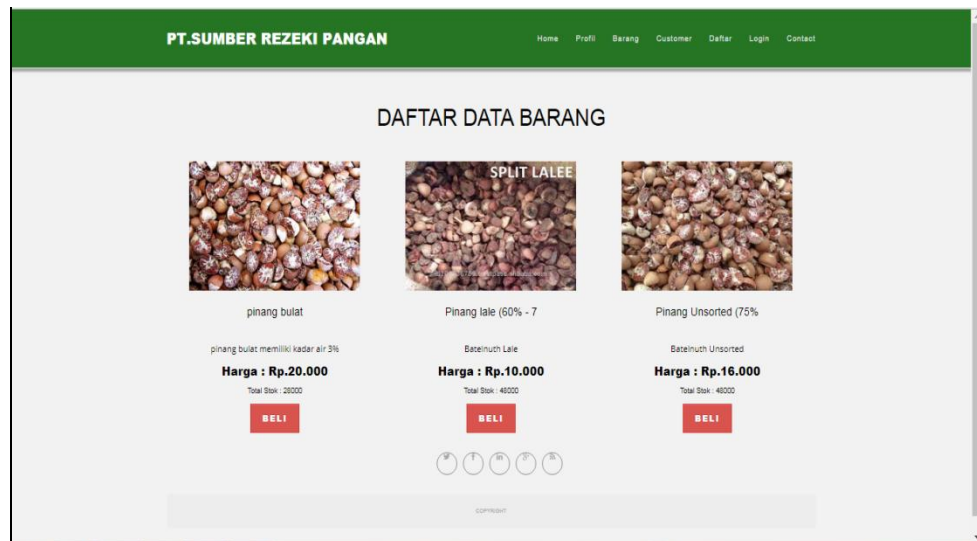 PT.SUMBER REZEKI PANGAN
Home Profil Barang Customer Daftar Login Contact
DAFTAR DATA BARANG
SPLIT LALEE
pinang bulat
Pinang lale (60% - 7
Pinang Unsorted (75%
pinang bulat memiliki kadar air 3%
Batelnuth Lale
Batelnuth Unsorted
Harga : Rp.20.000
Harga : Rp.10.000
Harga : Rp.16.000
Total Stok : 28000
Total Stok : 48000
Total Stok : 48000
BELI
BELI
BELI
COPYRIGHT